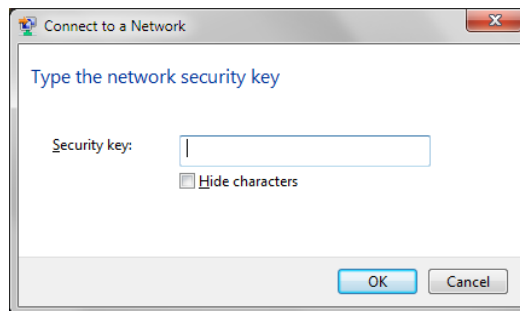 Connect to a Network
Type the network security key
Security key:
Hide characters
OK Cancel